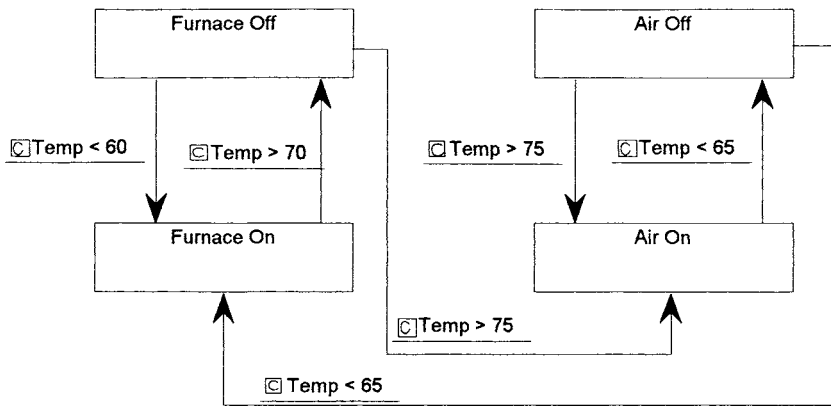 Furnace Off
Air Off
C Temp < 60
C Temp > 70
C Temp > 75
C Temp < 65
Furnace On
Air On
C Temp > 75
C Temp < 65